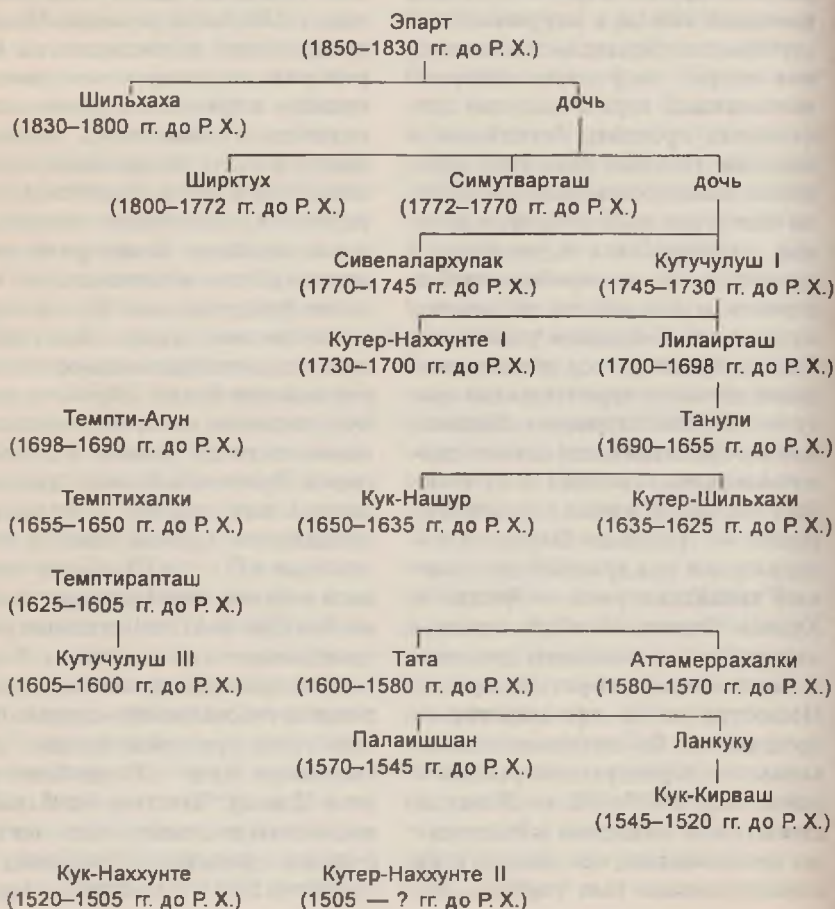 Эпарт
(1850–1830 гг. до Р. Х.)
Шильхаха дочь
(1830–1800 гг. до Р. Х.)
Ширктух Симутварташ дочь
(1800–1772 гг. до Р. Х.) (1772–1770 гг. до Р. Х.)
Сивепалархупак Кутучулуш I
(1770–1745 гг. до Р. Х.) (1745–1730 гг. до Р. Х.)
Кутер-Наххунте I Лилаирташ
(1730–1700 гг. до Р. Х.) (1700–1698 гг. до Р. Х.)
Темпти-Агун Танули
(1698–1690 гг. до Р. Х.) (1690–1655 гг. до Р. Х.)
Темптихалки Кук-Нашур Кутер-Шильхахи
(1655–1650 гг. до Р. Х.) (1650–1635 гг. до Р. Х.) (1635–1625 гг. до Р. Х.)
Темптирапташ
(1625–1605 гг. до Р. Х.)
Кутучулуш III Тата Аттамеррахалки
(1605–1600 гг. до Р. Х.) (1600–1580 гг. до Р. Х.) (1580–1570 гг. до Р. Х.)
Палаишшан Ланкуку
(1570–1545 гг. до Р. Х.)
Кук-Кирваш
(1545–1520 гг. до Р. Х.)
Кук-Наххунте Кутер-Наххунте II
(1520–1505 гг. до Р. Х.) (1505 — ? гг. до Р. Х.)